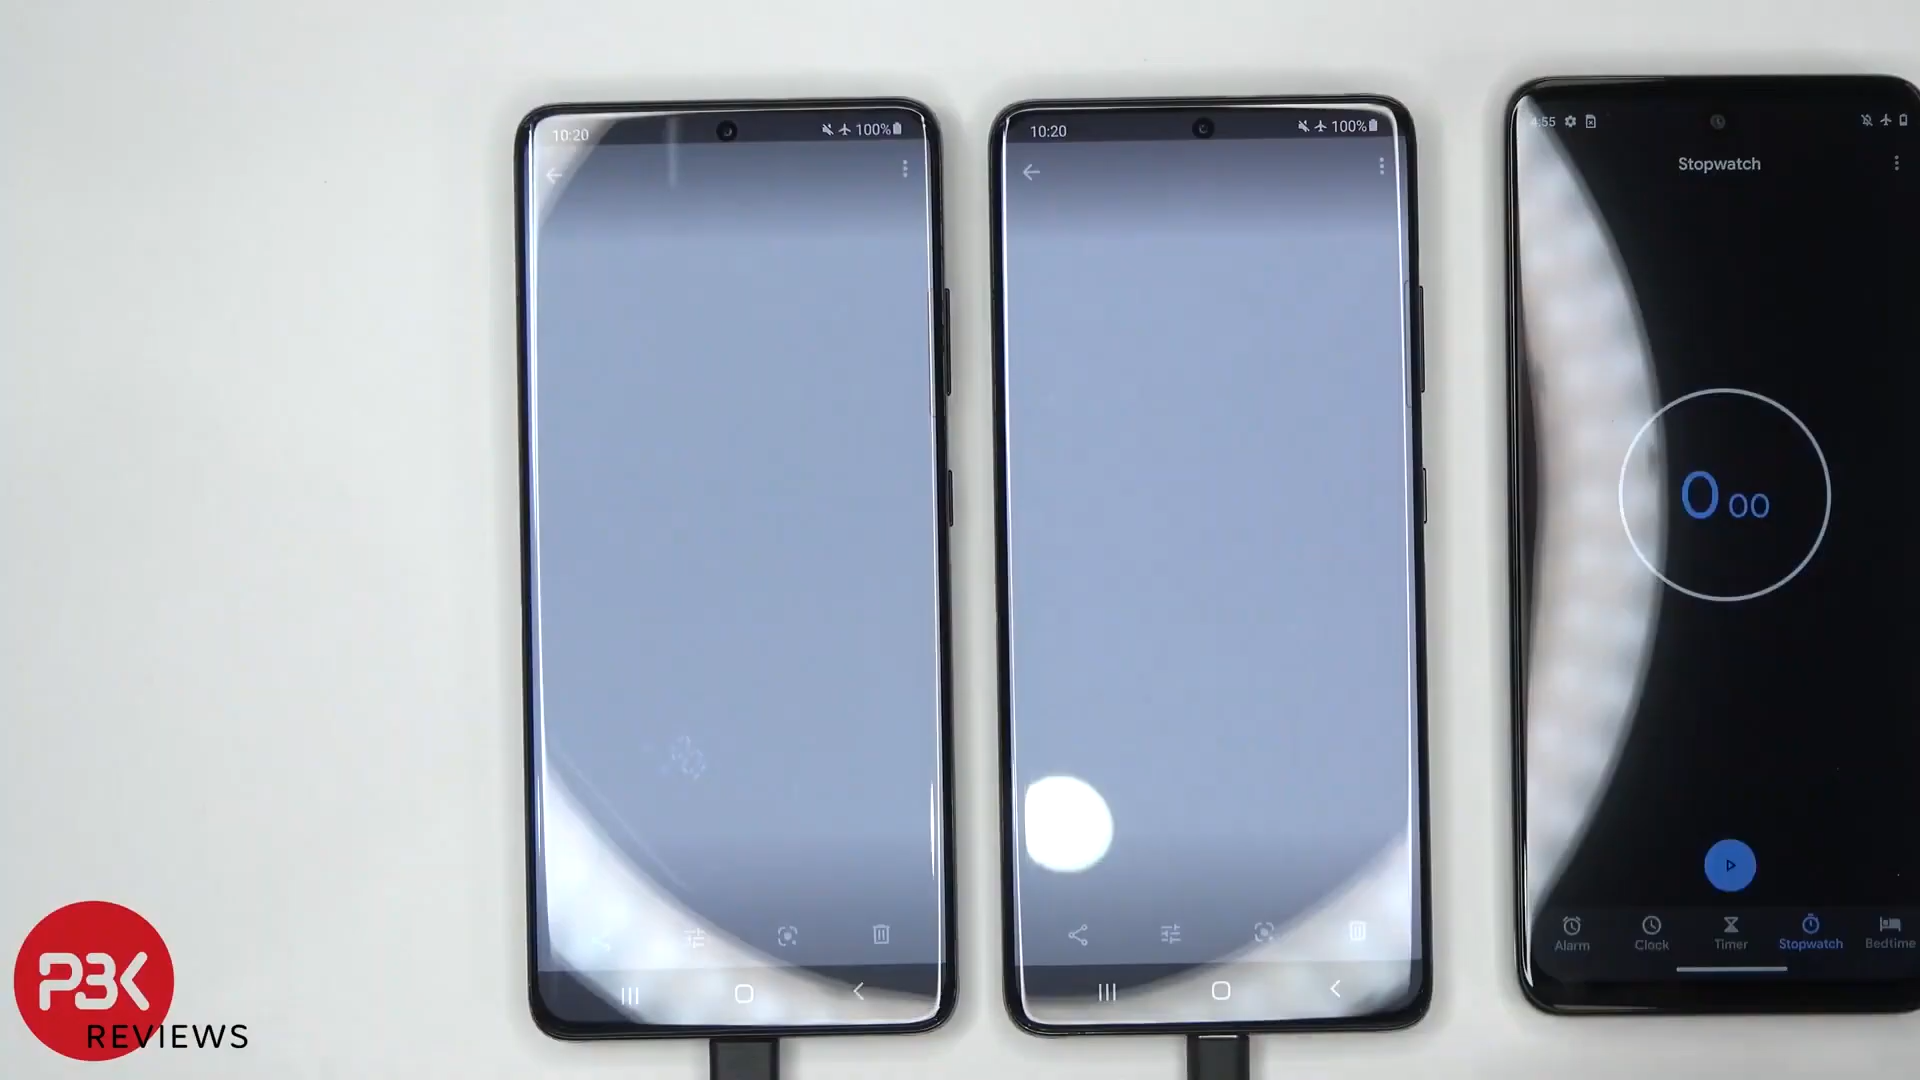 10:20
100%
10:20
100%
4:55
Stopwatch
0 00
Alarm
Clock
Timer
Stopwatch
Bedtime
P3K
REVIEWS